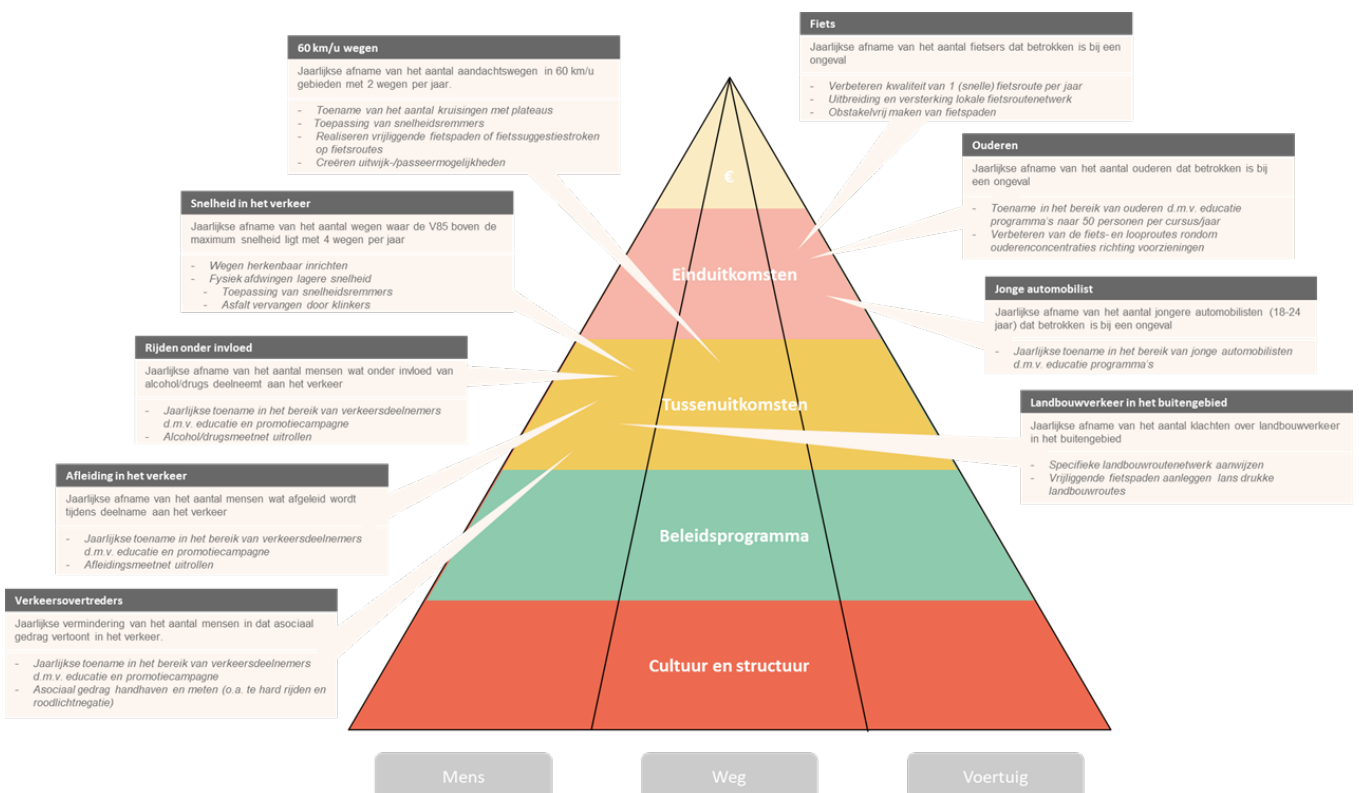 60 km/u wegen
Jaarlijkse afname van het aantal aandachtswegen in 60 km/u
gebieden met 2 wegen per jaar.
- Toename van het aantal kruisingen met plateaus
- Toepassing van snelheidsremmers
- Realiseren vrijliggende fietspaden of fietssuggestiestroken
op fietsroutes
- Creëren uitwijk-/passeermogelijkheden
Snelheid in het verkeer
Jaarlijkse afname van het aantal wegen waar de V85 boven de
maximum snelheid ligt met 4 wegen per jaar
- Wegen herkenbaar inrichten
- Fysiek afdwingen lagere snelheid
- Toepassing van snelheidsremmers
- Asfalt vervangen door klinkers
Rijden onder invloed
Jaarlijkse afname van het aantal mensen wat onder invloed van
alcohol/drugs deelneemt aan het verkeer
- Jaarlijkse toename in het bereik van verkeersdeelnemers
d.m.v. educatie en promotiecampagne
- Alcohol/drugsmeetnet uitrollen
Afleiding in het verkeer
Jaarlijkse afname van het aantal mensen wat afgeleid wordt
tijdens deelname aan het verkeer
- Jaarlijkse toename in het bereik van verkeersdeelnemers
d.m.v. educatie en promotiecampagne
- Afleidingsmeetnet uitrollen
Verkeersovertreders
Jaarlijkse vermindering van het aantal mensen in dat asociaal
gedrag vertoont in het verkeer.
- Jaarlijkse toename in het bereik van verkeersdeelnemers
d.m.v. educatie en promotiecampagne
- Asociaal gedrag handhaven en meten (o.a. te hard rijden en
roodlichtnegatie)
€
Einduitkomsten
Tussenuitkomsten
Beleidsprogramma
Cultuur en structuur
Fiets
Jaarlijkse afname van het aantal fietsers dat betrokken is bij een
ongeval
- Verbeteren kwaliteit van 1 (snelle) fietsroute per jaar
- Uitbreiding en versterking lokale fietsroutenetwerk
- Obstakelvrij maken van fietspaden
Ouderen
Jaarlijkse afname van het aantal ouderen dat betrokken is bij
een ongeval
- Toename in het bereik van ouderen d.m.v. educatie
programma's naar 50 personen per cursus/jaar
- Verbeteren van de fiets- en looproutes rondom
ouderenconcentraties richting voorzieningen
Jonge automobilist
Jaarlijkse afname van het aantal jongere automobilisten (18-24
jaar) dat betrokken is bij een ongeval
- Jaarlijkse toename in het bereik van jonge automobilisten
d.m.v. educatie programma's
Landbouwverkeer in het buitengebied
Jaarlijkse afname van het aantal klachten over landbouwverkeer
in het buitengebied
- Specifieke landbouwroutenetwerk aanwijzen
- Vrijliggende fietspaden aanleggen lans drukke
landbouwroutes
Mens
Weg
Voertuig